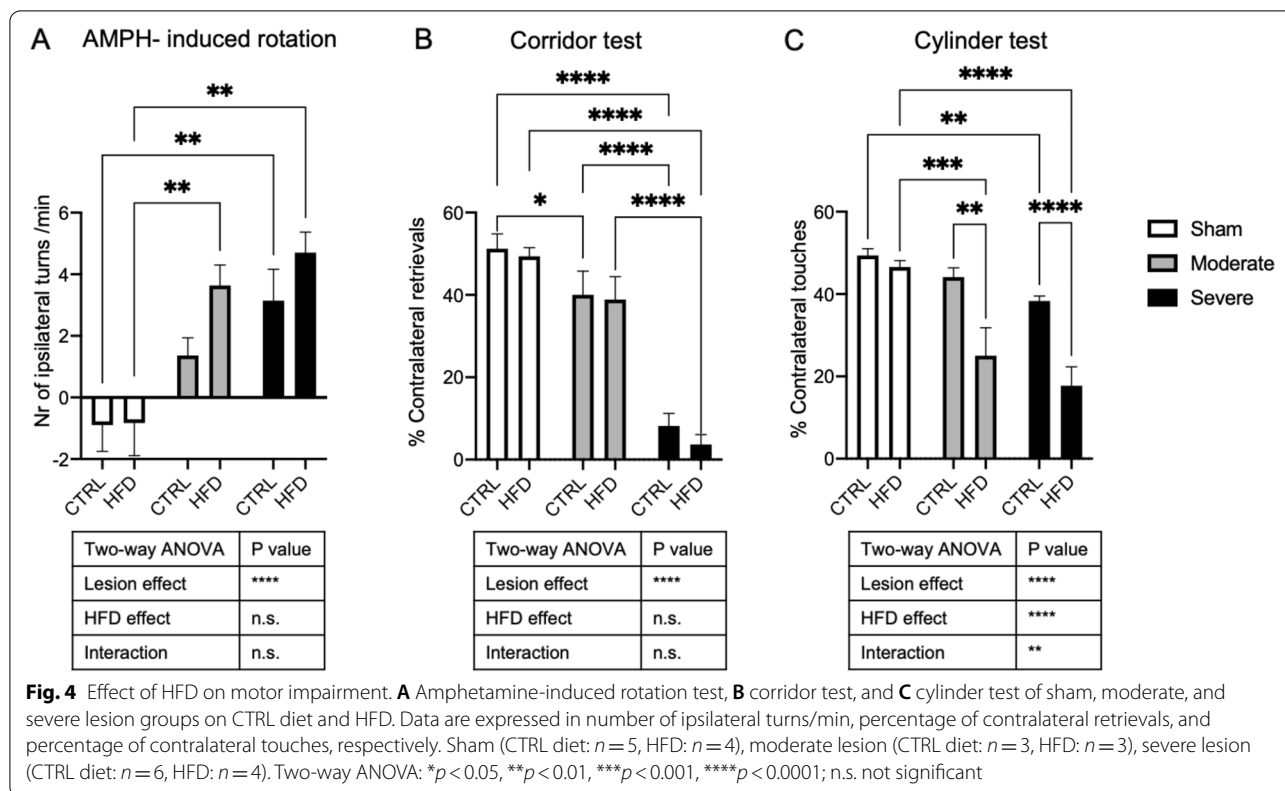 A AMPH- induced rotation
**
**
**
Nr of ipsilateral turns /min
6
4
2
0
-2
CTRL
HFD
CTRL
HFD
CTRL
HFD
Two-way ANOVA P value
Lesion effect ****
HFD effect n.s.
Interaction n.s.
B Corridor test
****
****
****
*
****
% Contralateral retrievals
60
40
20
0
CTRL
HFD
CTRL
HFD
CTRL
HFD
Two-way ANOVA P value
Lesion effect ****
HFD effect n.s.
Interaction n.s.
C Cylinder test
****
**
***
**
****
% Contralateral touches
60
40
20
0
CTRL
HFD
CTRL
HFD
CTRL
HFD
Two-way ANOVA P value
Lesion effect ****
HFD effect ****
Interaction **
Sham
Moderate
Severe
Fig. 4 Effect of HFD on motor impairment. A Amphetamine-induced rotation test, B corridor test, and C cylinder test of sham, moderate, and
severe lesion groups on CTRL diet and HFD. Data are expressed in number of ipsilateral turns/min, percentage of contralateral retrievals, and
percentage of contralateral touches, respectively. Sham (CTRL diet: n = 5, HFD: n = 4), moderate lesion (CTRL diet: n = 3, HFD: n = 3), severe lesion
(CTRL diet: n = 6, HFD: n = 4). Two-way ANOVA: *p < 0.05, **p < 0.01, ***p < 0.001, ****p < 0.0001; n.s. not significant